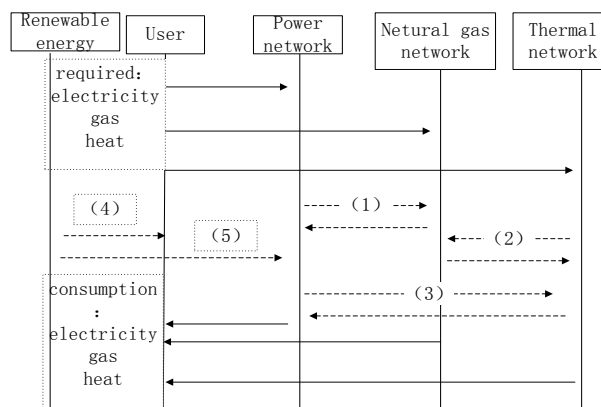 Renewable
energy
User
Power
network
Netural gas
network
Thermal
network
required:
electricity
gas
heat
(1)
(4)
(5)
(2)
(3)
consumption
:
electricity
gas
heat